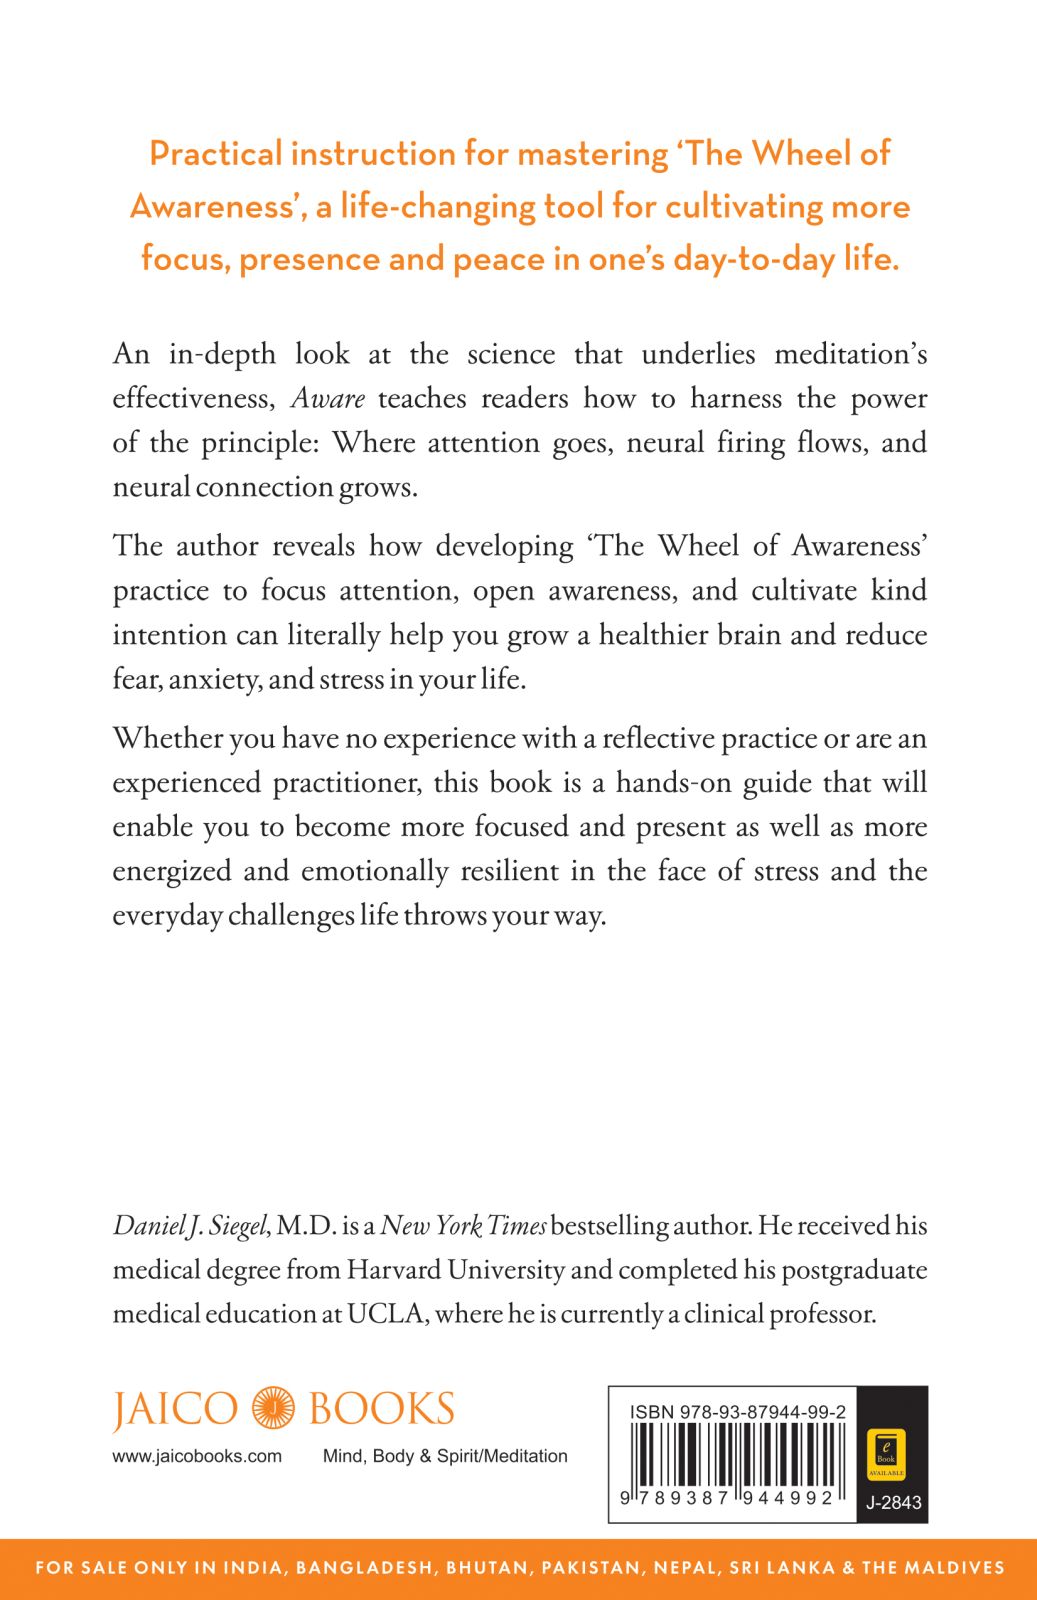 Practical instruction for mastering ‘The Wheel of
Awareness’, a life-changing tool for cultivating more
focus, presence and peace in one’s day-to-day life.
An in-depth look at the science that underlies meditation’s
effectiveness, Aware teaches readers how to harness the power
of the principle: Where attention goes, neural firing flows, and
neural connection grows.
The author reveals how developing ‘The Wheel of Awareness’
practice to focus attention, open awareness, and cultivate kind
intention can literally help you grow a healthier brain and reduce
fear, anxiety, and stress in your life.
Whether you have no experience with a reflective practice or are an
experienced practitioner, this book is a hands-on guide that will
enable you to become more focused and present as well as more
energized and emotionally resilient in the face of stress and the
everyday challenges life throws your way.
Daniel J. Siegel, M.D. is a New York Times bestselling author. He received his
medical degree from Harvard University and completed his postgraduate
medical education at UCLA, where he is currently a clinical professor.
JAICO J BOOKS
www.jaicobooks.com Mind, Body & Spirit/Meditation
ISBN 978-93-87944-99-2
9 789387 944992
e
Book
AVAILABLE
J-2843
FOR SALE ONLY IN INDIA, BANGLADESH, BHUTAN, PAKISTAN, NEPAL, SRI LANKA & THE MALDIVES